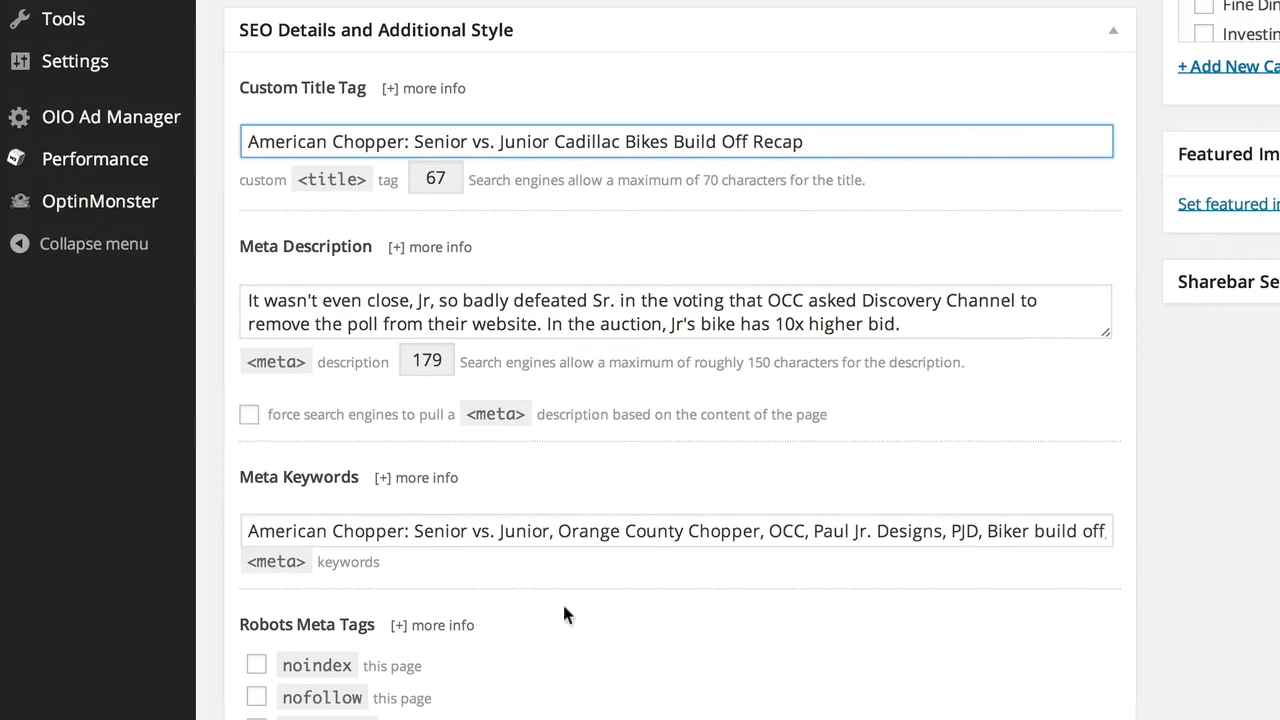 Tools
Settings
OIO Ad Manager
Performance
OptinMonster
Collapse menu
SEO Details and Additional Style
Custom Title Tag [+] more info
American Chopper: Senior vs. Junior Cadillac Bikes Build Off Recap
custom <title> tag 67 Search engines allow a maximum of 70 characters for the title.
Meta Description [+] more info
It wasn't even close, Jr, so badly defeated Sr. in the voting that OCC asked Discovery Channel to
remove the poll from their website. In the auction, Jr's bike has 10x higher bid.
<meta> description 179 Search engines allow a maximum of roughly 150 characters for the description.
force search engines to pull a <meta> description based on the content of the page
Meta Keywords [+] more info
American Chopper: Senior vs. Junior, Orange County Chopper, OCC, Paul Jr. Designs, PJD, Biker build off,
<meta> keywords
Robots Meta Tags [+] more info
noindex this page
nofollow this page
Fine Din
Investin
+ Add New Ca
Featured Im
Set featured i
Sharebar Se